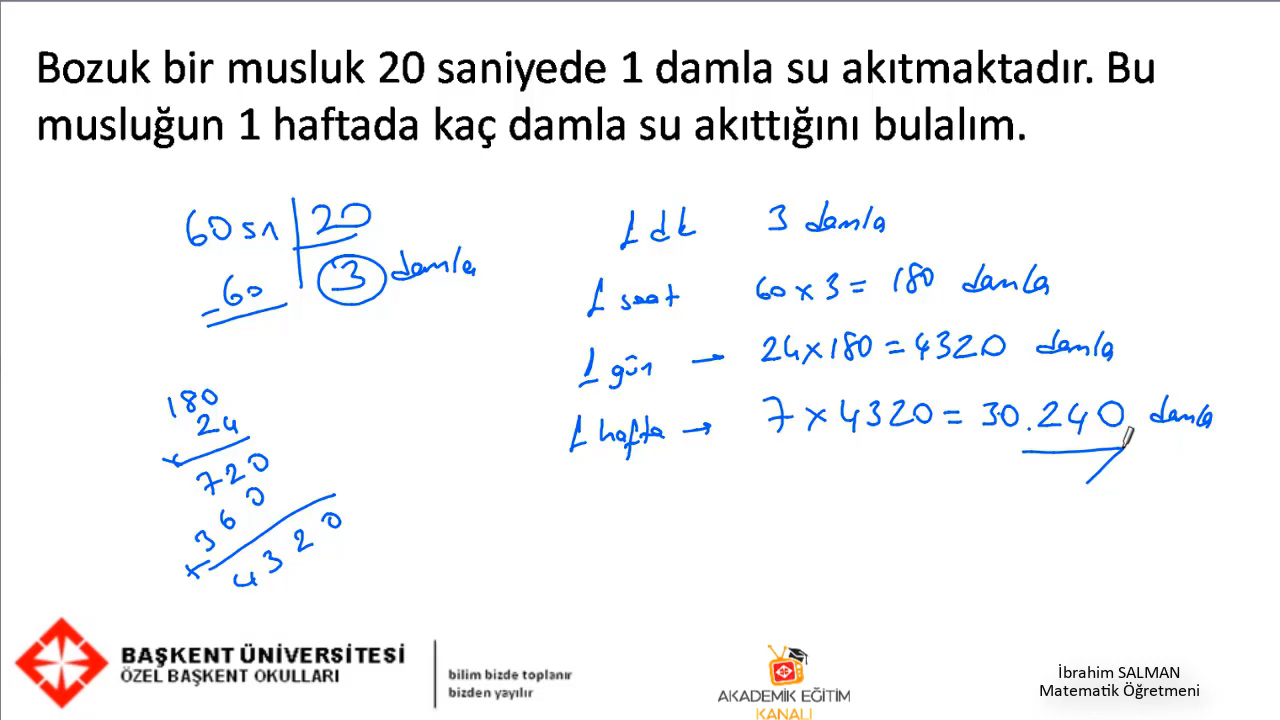 Bozuk bir musluk 20 saniyede 1 damla su akıtmaktadır. Bu
musluğun 1 haftada kaç damla su akıttığını bulalım.
60 sn 20
60 3 damla
1 dk 3 damla
1 saat 60 x 3 = 180 damla
1 gün → 24 x 180 = 4320 damla
1 hafta → 7 x 4320 = 30.240 damla
180
24
x
720
360
+
4320
BAŞKENT ÜNİVERSİTESİ
ÖZEL BAŞKENT OKULLARI
bilim bizde toplanır
bizden yayılır
AKADEMİK EĞİTİM
KANALI
İbrahim SALMAN
Matematik Öğretmeni